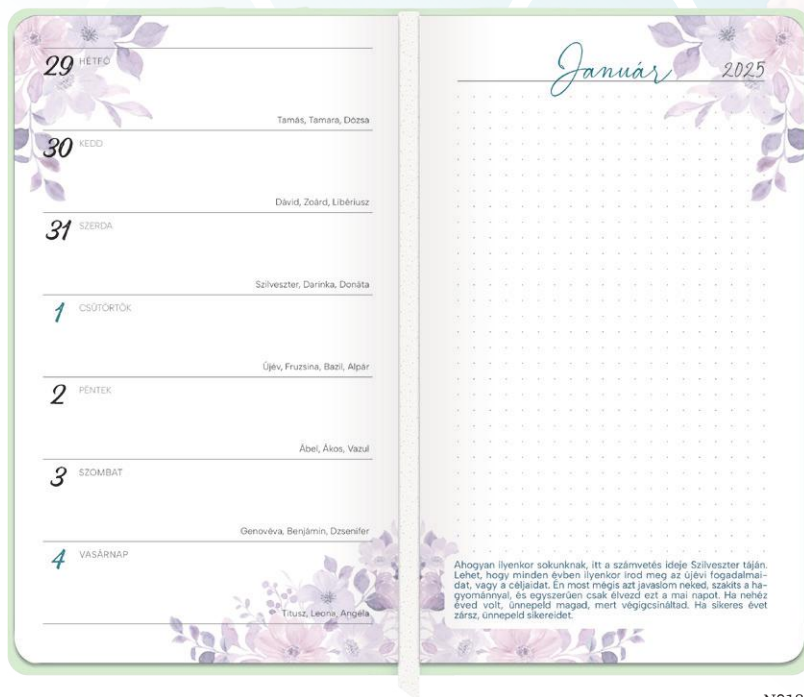 29 HÉTFŐ
Tamás, Tamara, Dózsa
30 KEDD
Dávid, Zoárd, Libériusz
31 SZERDA
Szilveszter, Darinka, Donáta
1 CSÜTÖRTÖK
Újév, Fruzsina, Bazil, Alpár
2 PÉNTEK
Ábel, Ákos, Vazul
3 SZOMBAT
Genovéva, Benjámin, Dzsenifer
4 VASÁRNAP
Titusz, Leona, Angéla
Január 2025
Ahogyan ilyenkor sokunknak, itt a számvetés ideje Szilveszter táján.
Lehet, hogy minden évben ilyenkor írod meg az újévi fogadalmai-
dat, vagy a céljaidat. Én most mégis azt javaslom neked, szakíts a ha-
gyománnyal, és egyszerűen csak élvezd ezt a mai napot. Ha nehéz
éved volt, ünnepeld magad, mert végigcsináltad. Ha sikeres évet
zársz, ünnepeld sikereidet.